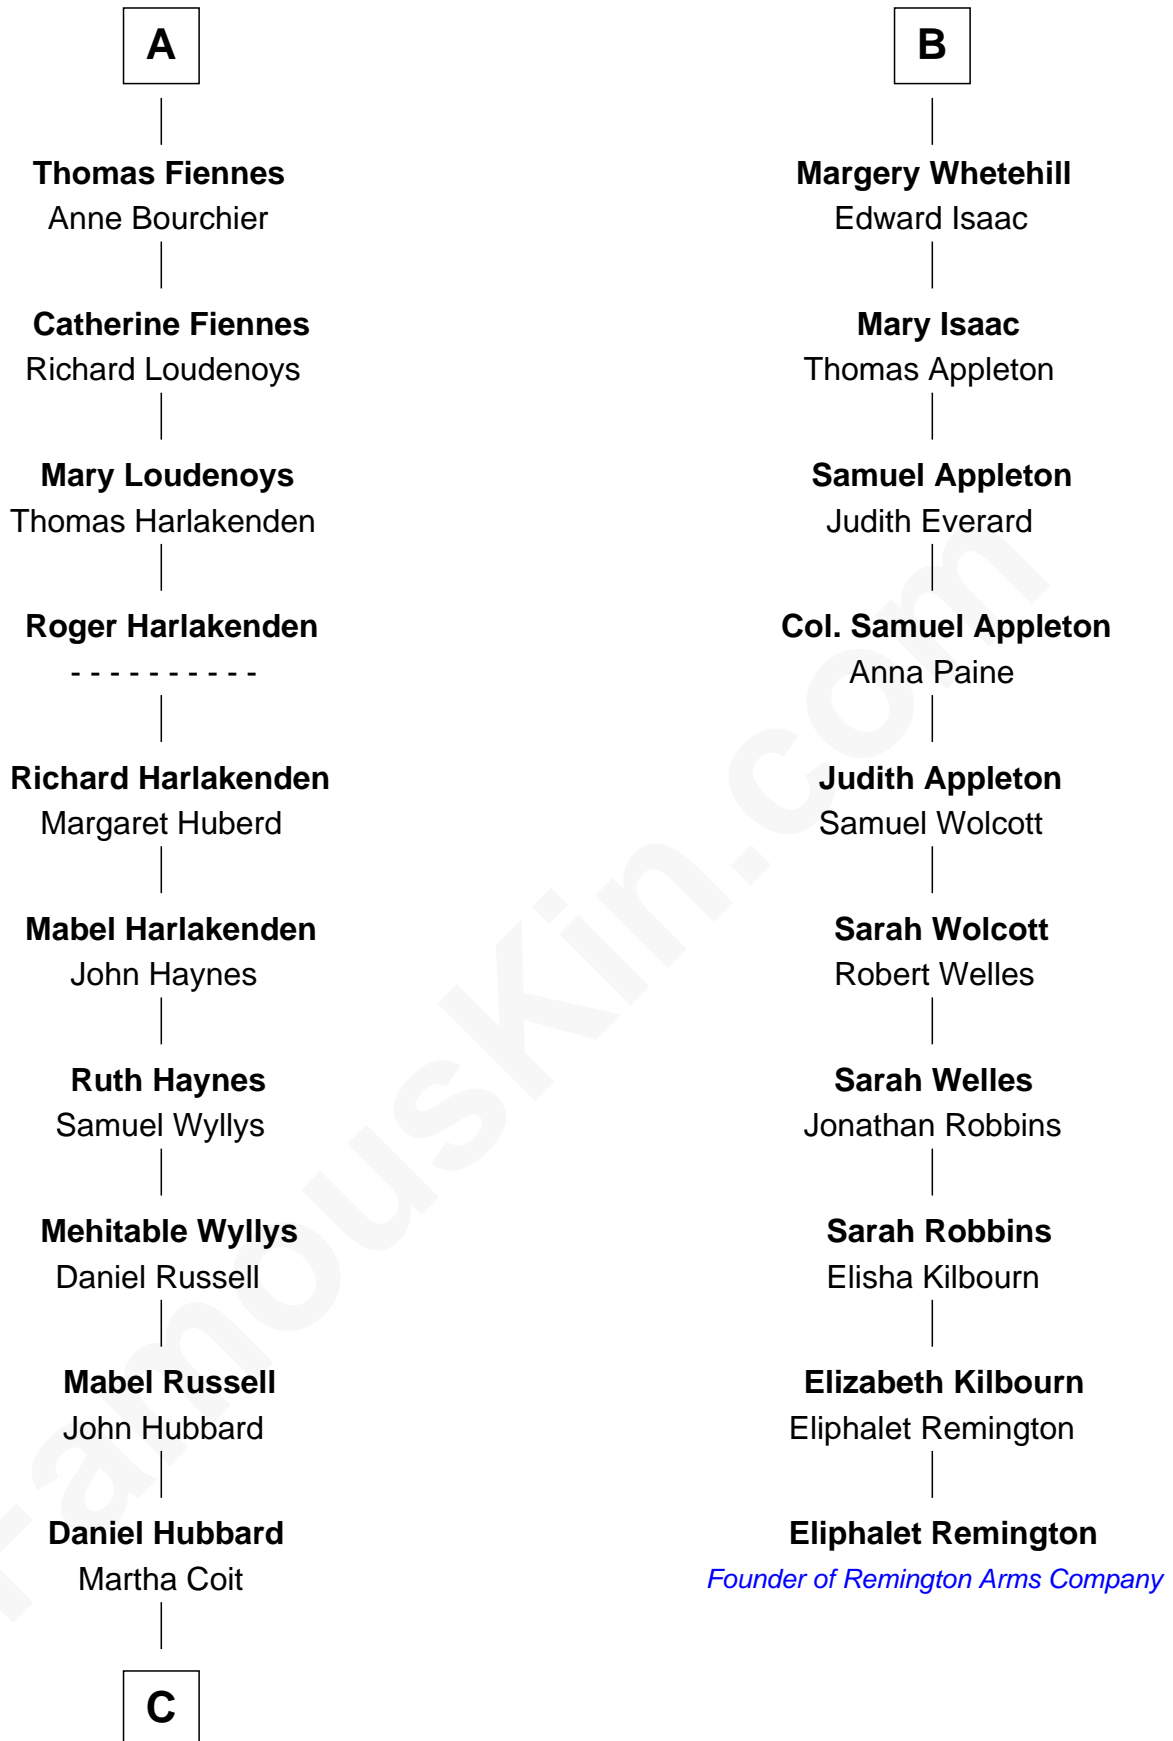 A
Thomas Fiennes
Anne Bourchier
Catherine Fiennes
Richard Loudenoys
Mary Loudenoys
Thomas Harlakenden
Roger Harlakenden
- - - - - - - - - -
Richard Harlakenden
Margaret Huberd
Mabel Harlakenden
John Haynes
Ruth Haynes
Samuel Wyllys
Mehitable Wyllys
Daniel Russell
Mabel Russell
John Hubbard
Daniel Hubbard
Martha Coit
C
B
Margery Whetehill
Edward Isaac
Mary Isaac
Thomas Appleton
Samuel Appleton
Judith Everard
Col. Samuel Appleton
Anna Paine
Judith Appleton
Samuel Wolcott
Sarah Wolcott
Robert Welles
Sarah Welles
Jonathan Robbins
Sarah Robbins
Elisha Kilbourn
Elizabeth Kilbourn
Eliphalet Remington
Eliphalet Remington
Founder of Remington Arms Company
FamousKin.com